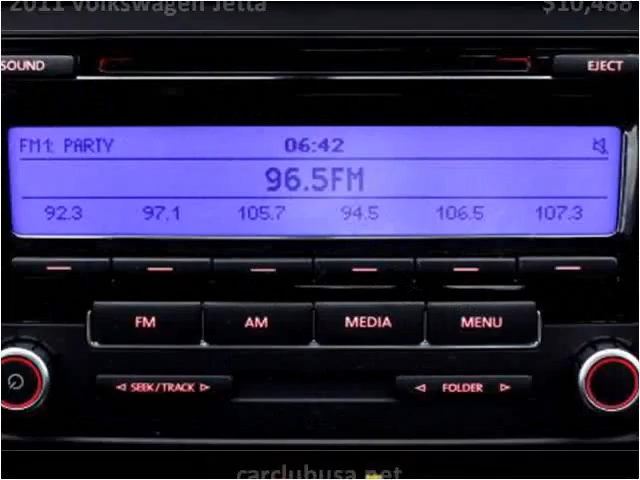 2011 Volkswagen Jetta $10,488
SOUND EJECT
FM1: PARTY 06:42
96.5FM
92.3 97.1 105.7 94.5 106.5 107.3
FM AM MEDIA MENU
SEEK/TRACK FOLDER
carclubusa.net